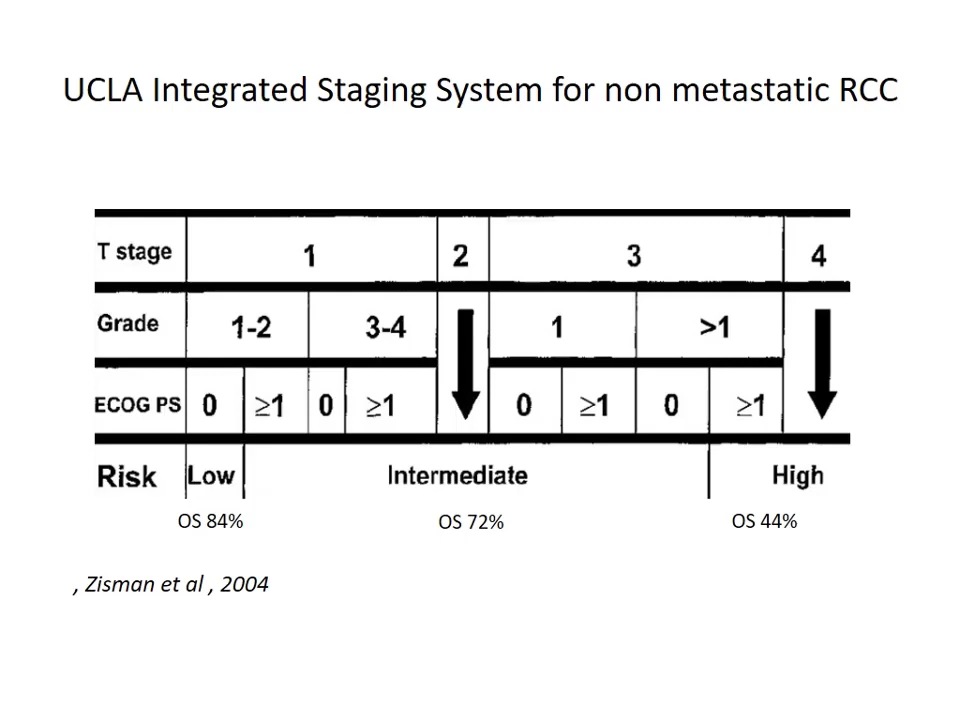 UCLA Integrated Staging System for non metastatic RCC
T stage 1 2 3 4
Grade 1-2 3-4 1 >1
ECOG PS 0 ≥1 0 ≥1 0 ≥1 0 ≥1
Risk Low Intermediate High
OS 84% OS 72% OS 44%
, Zisman et al , 2004